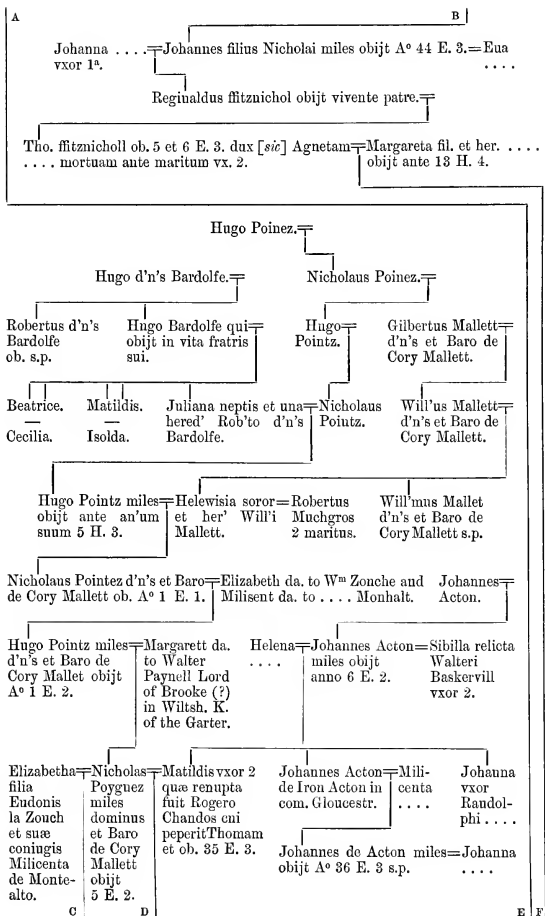 A B
Johanna . . . . Johannes filius Nicholai miles obijt Aº 44 E. 3.=Eua
vxor 1ª. . . . .
Reginaldus ffitznichol obijt vivente patre.
Tho. ffitznicholl ob. 5 et 6 E. 3. dux [sic] Agnetam Margareta fil. et her. . . . .
. . . . mortuam ante maritum vx. 2. obijt ante 13 H. 4.
Hugo Poinez.
Hugo d'n's Bardolfe. Nicholaus Poinez.
Robertus d'n's
Bardolfe
ob. s.p.
Hugo Bardolfe qui
obijt in vita fratris
sui.
Hugo
Pointz.
Gilbertus Mallett
d'n's et Baro de
Cory Mallett.
Beatrice.
—
Cecilia.
Matildis.
—
Isolda.
Juliana neptis et una
hered' Rob'to d'n's
Bardolfe.
Nicholaus
Pointz.
Will'us Mallett
d'n's et Baro de
Cory Mallett.
Hugo Pointz miles
obijt ante an'um
suum 5 H. 3.
Helewisia soror=
et her' Will'i
Mallett.
Robertus
Muchgros
2 maritus.
Will'mus Mallet
d'n's et Baro de
Cory Mallett s.p.
Nicholaus Pointez d'n's et Baro
de Cory Mallett ob. Aº 1 E. 1.
Elizabeth da. to Wm Zonche and
Milisent da. to . . . . Monhalt.
Johannes
Acton.
Hugo Pointz miles
d'n's et Baro de
Cory Mallet obijt
Aº 1 E. 2.
Margarett da.
to Walter
Paynell Lord
of Brooke (?)
in Wiltsh. K.
of the Garter.
Helena
. . . .
Johannes Acton=
miles obijt
anno 6 E. 2.
Sibilla relicta
Walteri
Baskervill
vxor 2.
Elizabetha
filia
Eudonis
la Zouch
et suæ
coniugis
Milicenta
de Monte-
alto.
Nicholas
Poyguez
miles
dominus
et Baro
de Cory
Mallett
obijt
5 E. 2.
Matildis vxor 2
quæ renupta
fuit Rogero
Chandos cui
peperit Thomam
et ob. 35 E. 3.
Johannes Acton
de Iron Acton in
com. Gloucestr.
Mili-
centa
. . . .
Johanna
vxor
Randol-
phi . . . .
Johannes de Acton miles=Johanna
obijt Aº 36 E. 3 s.p. . . . .
C D E F